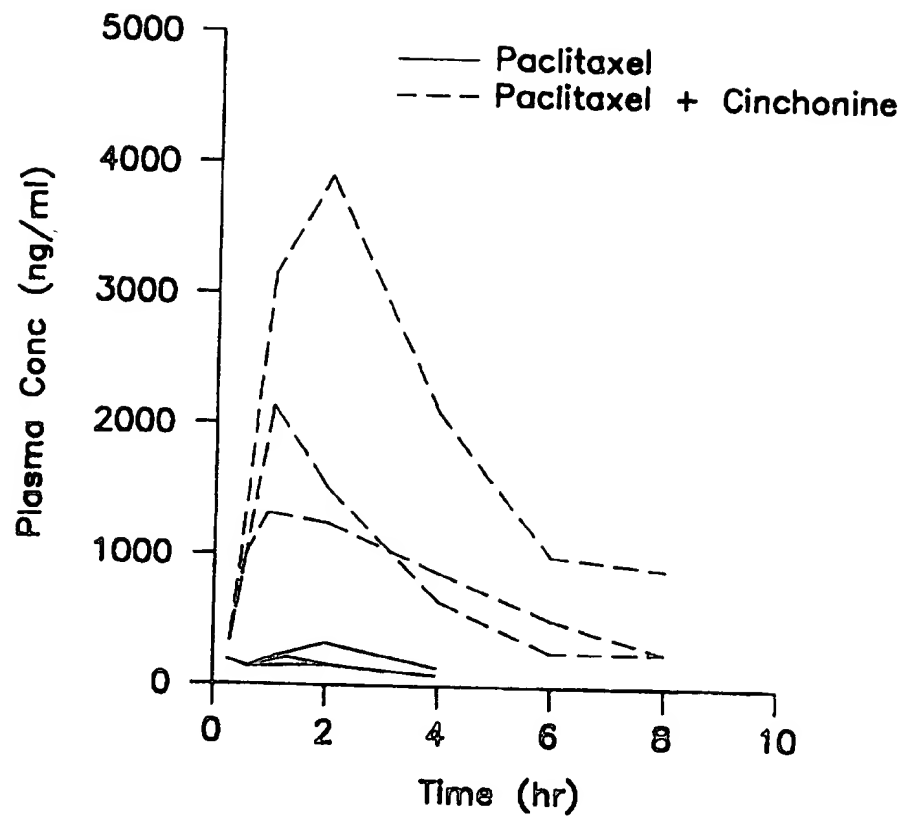 5000
Paclitaxel
Paclitaxel + Cinchonine
4000
3000
2000
1000
0
Plasma Conc (ng/ml)
0 2 4 6 8 10
Time (hr)